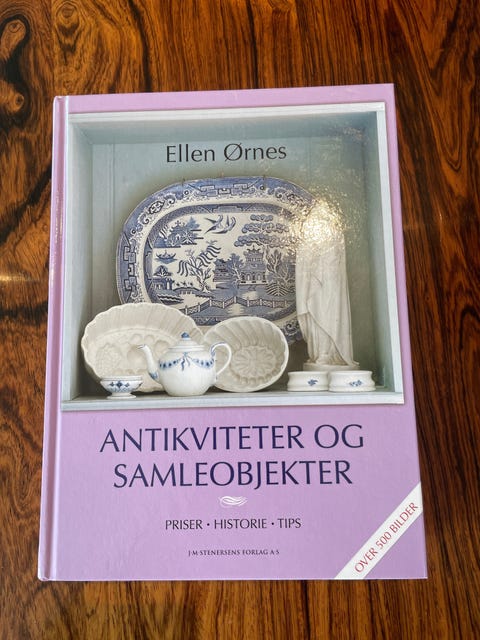 Ellen Ørnes
ANTIKVITETER OG
SAMLEOBJEKTER
PRISER • HISTORIE • TIPS
J·M STENERSENS FORLAG A·S
OVER 500 BILDER